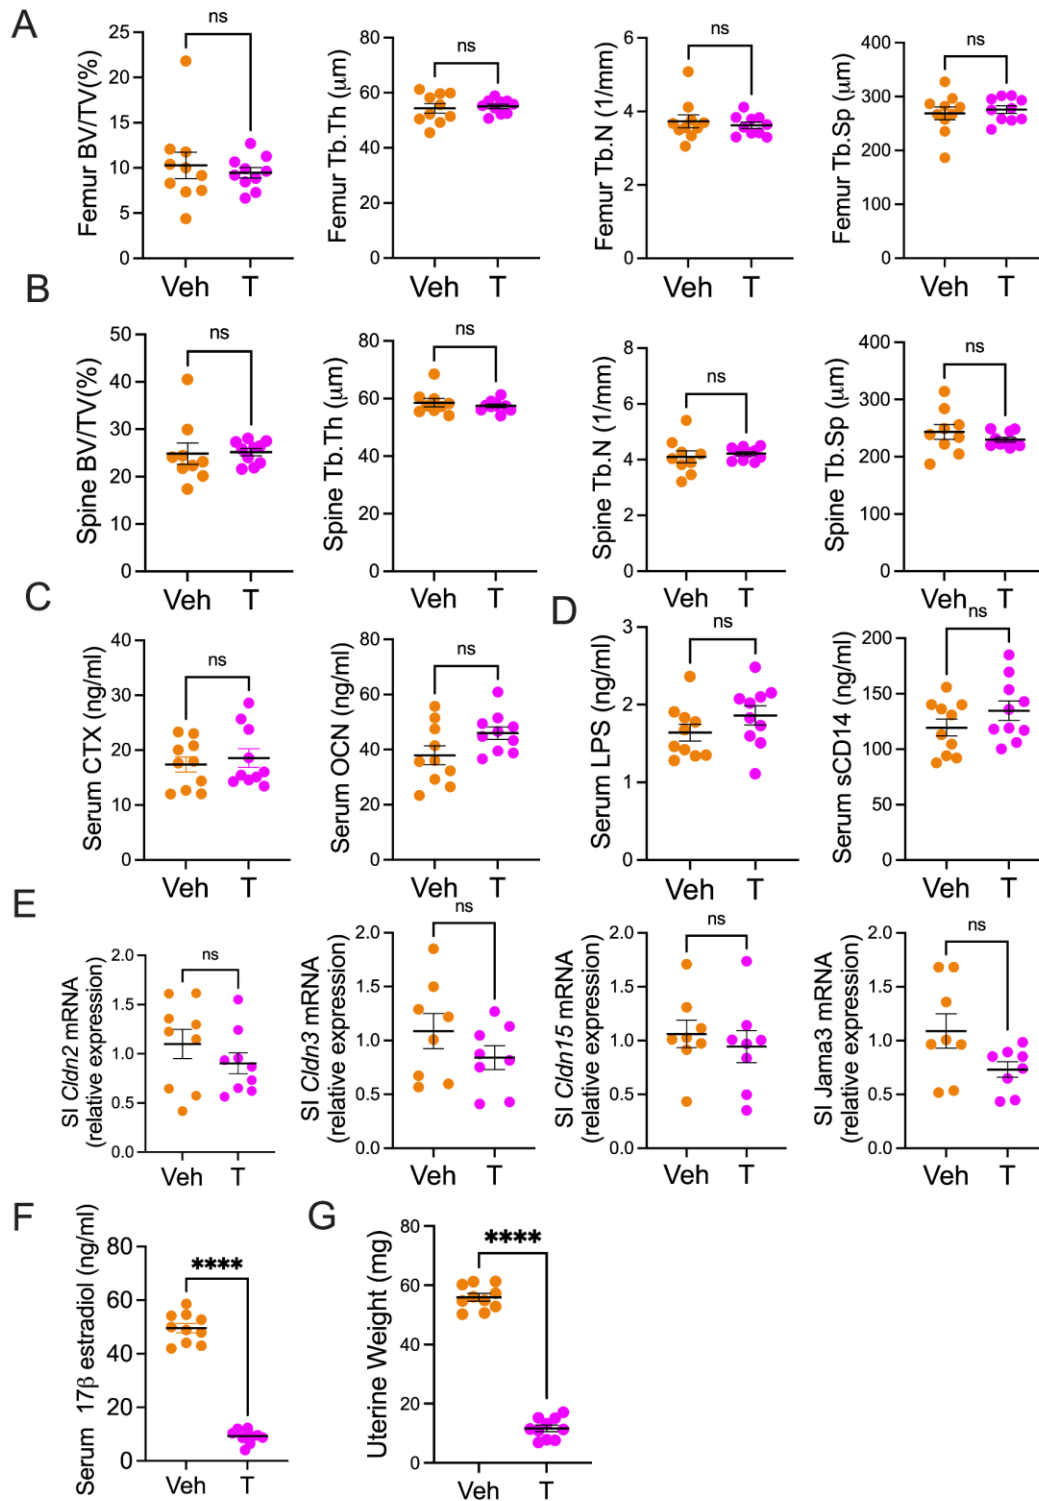 A
Femur BV/TV(%)
25
20
15
10
5
0
ns
Veh T
Femur Tb.Th (μm)
80
60
40
20
0
ns
Veh T
Femur Tb.N (1/mm)
6
4
2
0
ns
Veh T
Femur Tb.Sp (μm)
400
300
200
100
0
ns
Veh T
B
Spine BV/TV(%)
50
40
30
20
10
0
ns
Veh T
Spine Tb.Th (μm)
80
60
40
20
0
ns
Veh T
Spine Tb.N (1/mm)
8
6
4
2
0
ns
Veh T
Spine Tb.Sp (μm)
400
300
200
100
0
ns
Veh T
C
Serum CTX (ng/ml)
40
30
20
10
0
ns
Veh T
Serum OCN (ng/ml)
80
60
40
20
0
ns
Veh T
D
Serum LPS (ng/ml)
3
2
1
0
ns
Veh T
Serum sCD14 (ng/ml)
200
150
100
50
0
ns
Veh T
E
SI Cldn2 mRNA
(relative expression)
2.0
1.5
1.0
0.5
0.0
ns
Veh T
SI Cldn3 mRNA
(relative expression)
2.0
1.5
1.0
0.5
0.0
ns
Veh T
SI Cldn15 mRNA
(relative expression)
2.0
1.5
1.0
0.5
0.0
ns
Veh T
SI Jama3 mRNA
(relative expression)
2.0
1.5
1.0
0.5
0.0
ns
Veh T
F
Serum 17β estradiol (ng/ml)
80
60
40
20
0
****
Veh T
G
Uterine Weight (mg)
80
60
40
20
0
****
Veh T